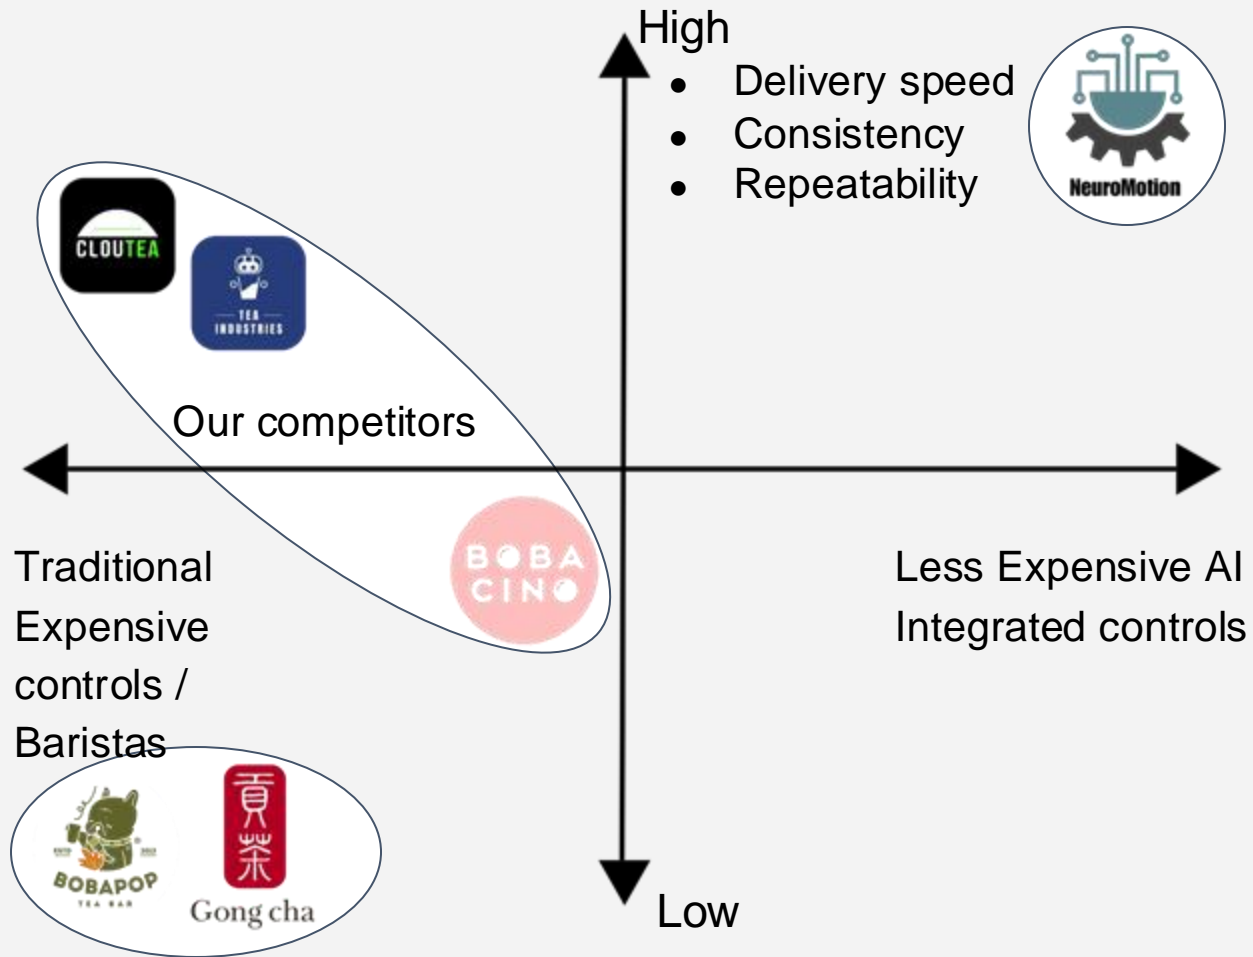 High
● Delivery speed
● Consistency
● Repeatability
NeuroMotion
CLOUTEA
TEA
INDUSTRIES
Our competitors
BOBA
CINO
Traditional
Expensive
controls /
Baristas
Less Expensive AI
Integrated controls
BOBAPOP
TEA BAR
貢茶
Gong cha
Low